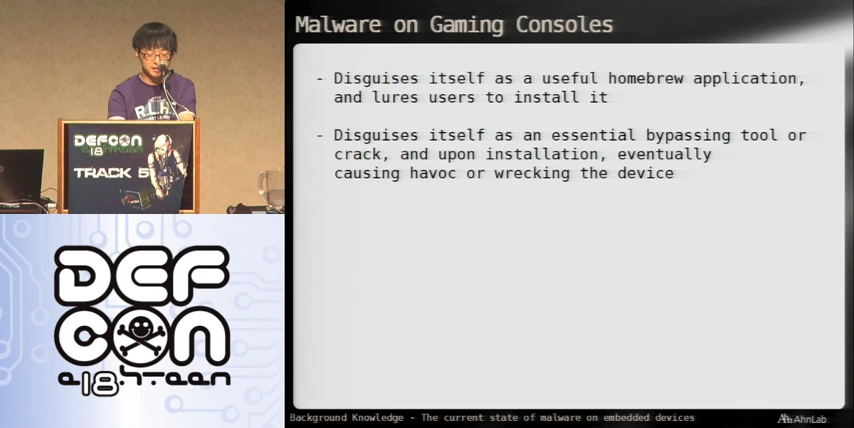 Malware on Gaming Consoles
- Disguises itself as a useful homebrew application,
and lures users to install it
- Disguises itself as an essential bypassing tool or
crack, and upon installation, eventually
causing havoc or wrecking the device
DEFCON
18
TRACK 5
DEF
CON
e18hteen
Background Knowledge - The current state of malware on embedded devices
AhnLab